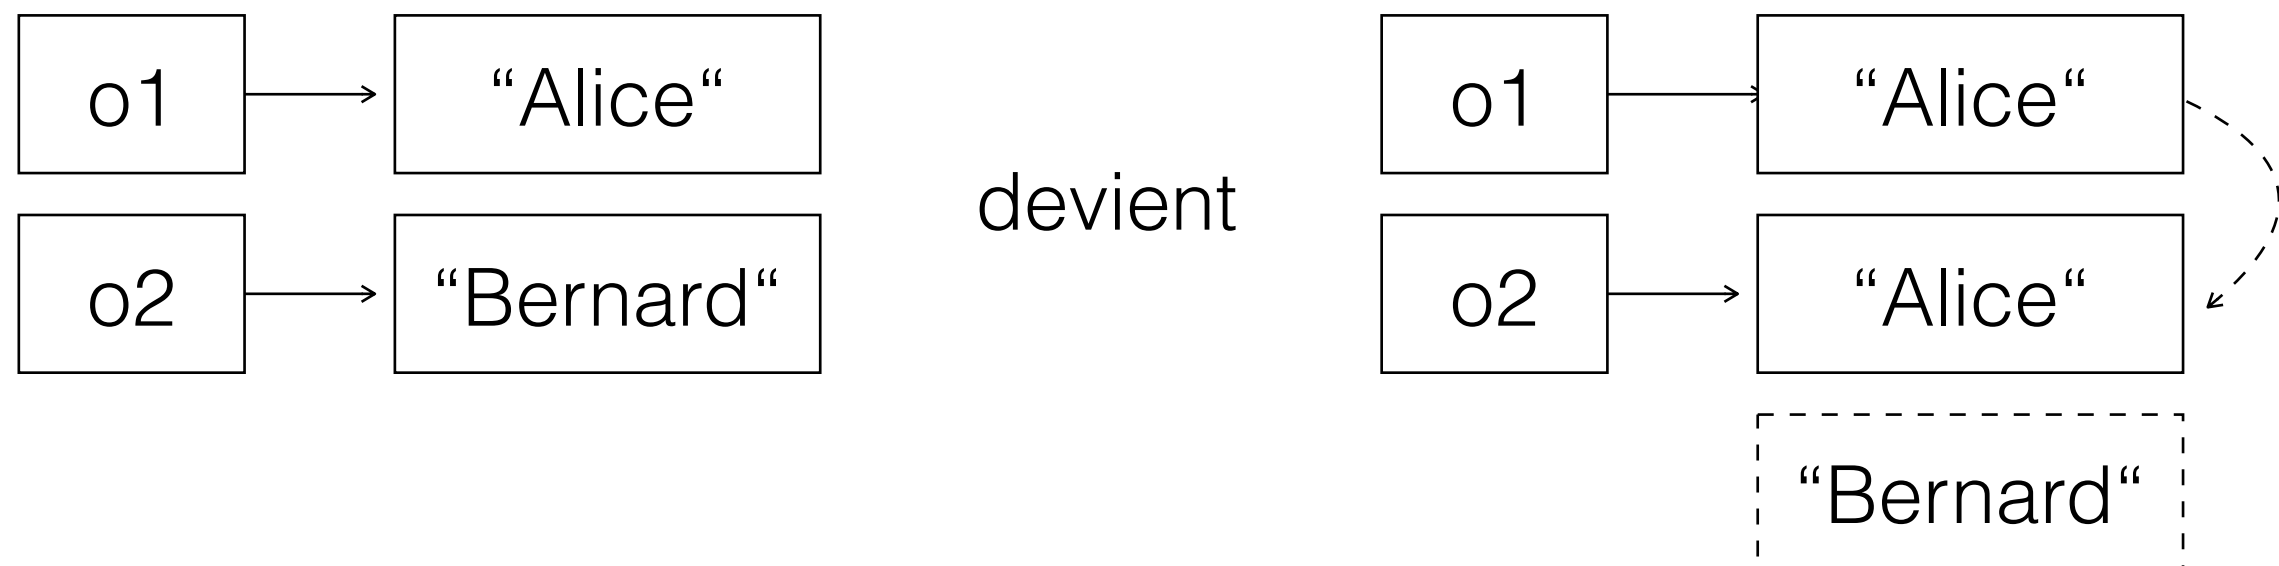 o1 “Alice“ o1 “Alice“
devient
o2 “Bernard“ o2 “Alice“
“Bernard“